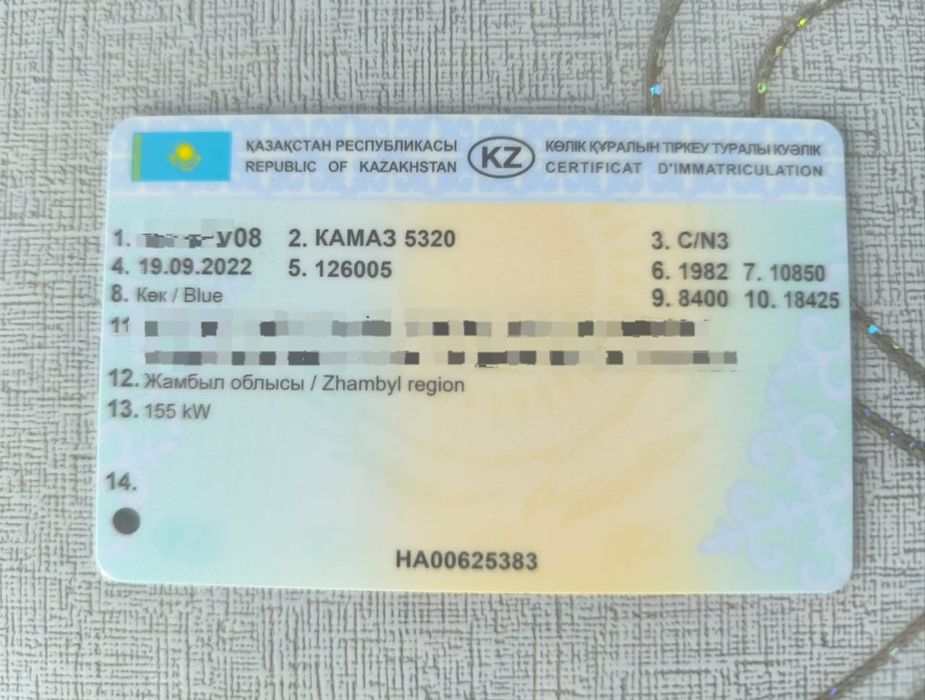 ҚАЗАҚСТАН РЕСПУБЛИКАСЫ KZ КӨЛІК ҚҰРАЛЫН ТІРКЕУ ТУРАЛЫ КУӘЛІК
REPUBLIC OF KAZAKHSTAN CERTIFICAT D'IMMATRICULATION
1. У08 2. КАМАЗ 5320 3. C/N3
4. 19.09.2022 5. 126005 6. 1982 7. 10850
8. Көк / Blue 9. 8400 10. 18425
11
12. Жамбыл облысы / Zhambyl region
13. 155 kW
14.
HA00625383